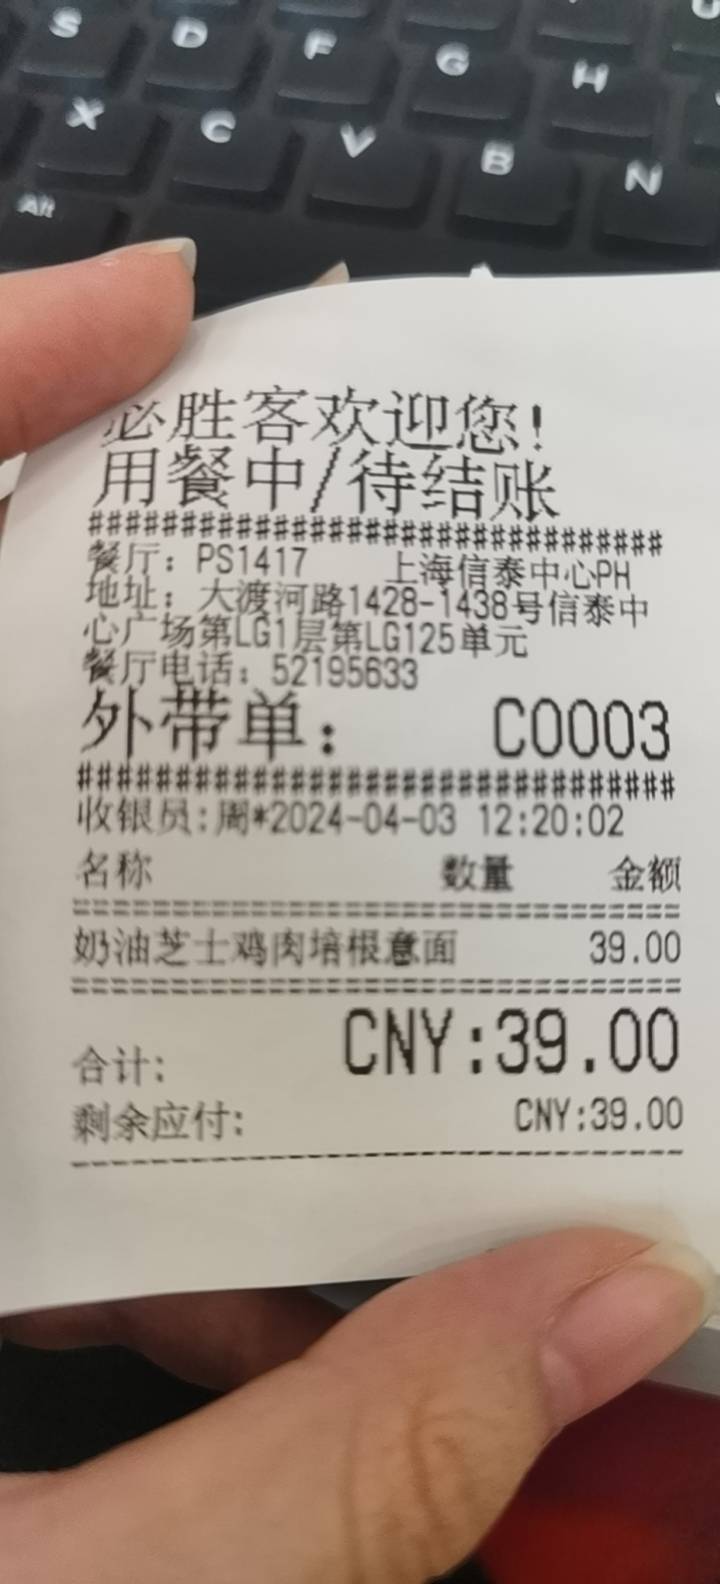 S D F G H
X C V B N
Alt
必胜客欢迎您!
用餐中/待结账
################################
餐厅: PS1417 上海信泰中心PH
地址: 大渡河路1428-1438号信泰中
心广场第LG1层第LG125单元
餐厅电话: 52195633
外带单: C0003
################################
收银员:周*2024-04-03 12:20:02
名称 数量 金额
================================
奶油芝士鸡肉培根意面 39.00
================================
合计: CNY:39.00
剩余应付: CNY:39.00
--------------------------------